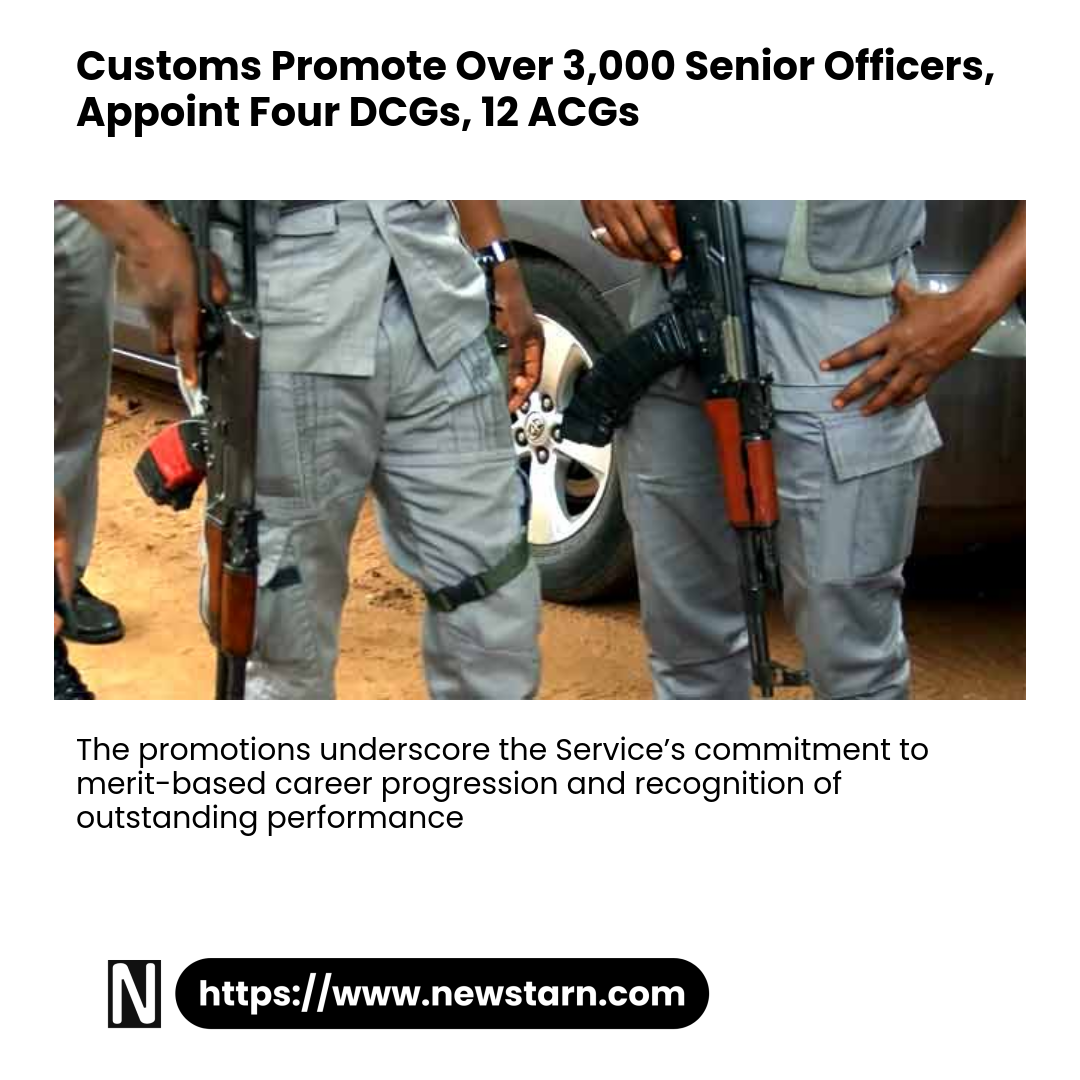 Customs Promote Over 3,000 Senior Officers,
Appoint Four DCGs, 12 ACGs
The promotions underscore the Service’s commitment to
merit-based career progression and recognition of
outstanding performance
N https://www.newstarn.com